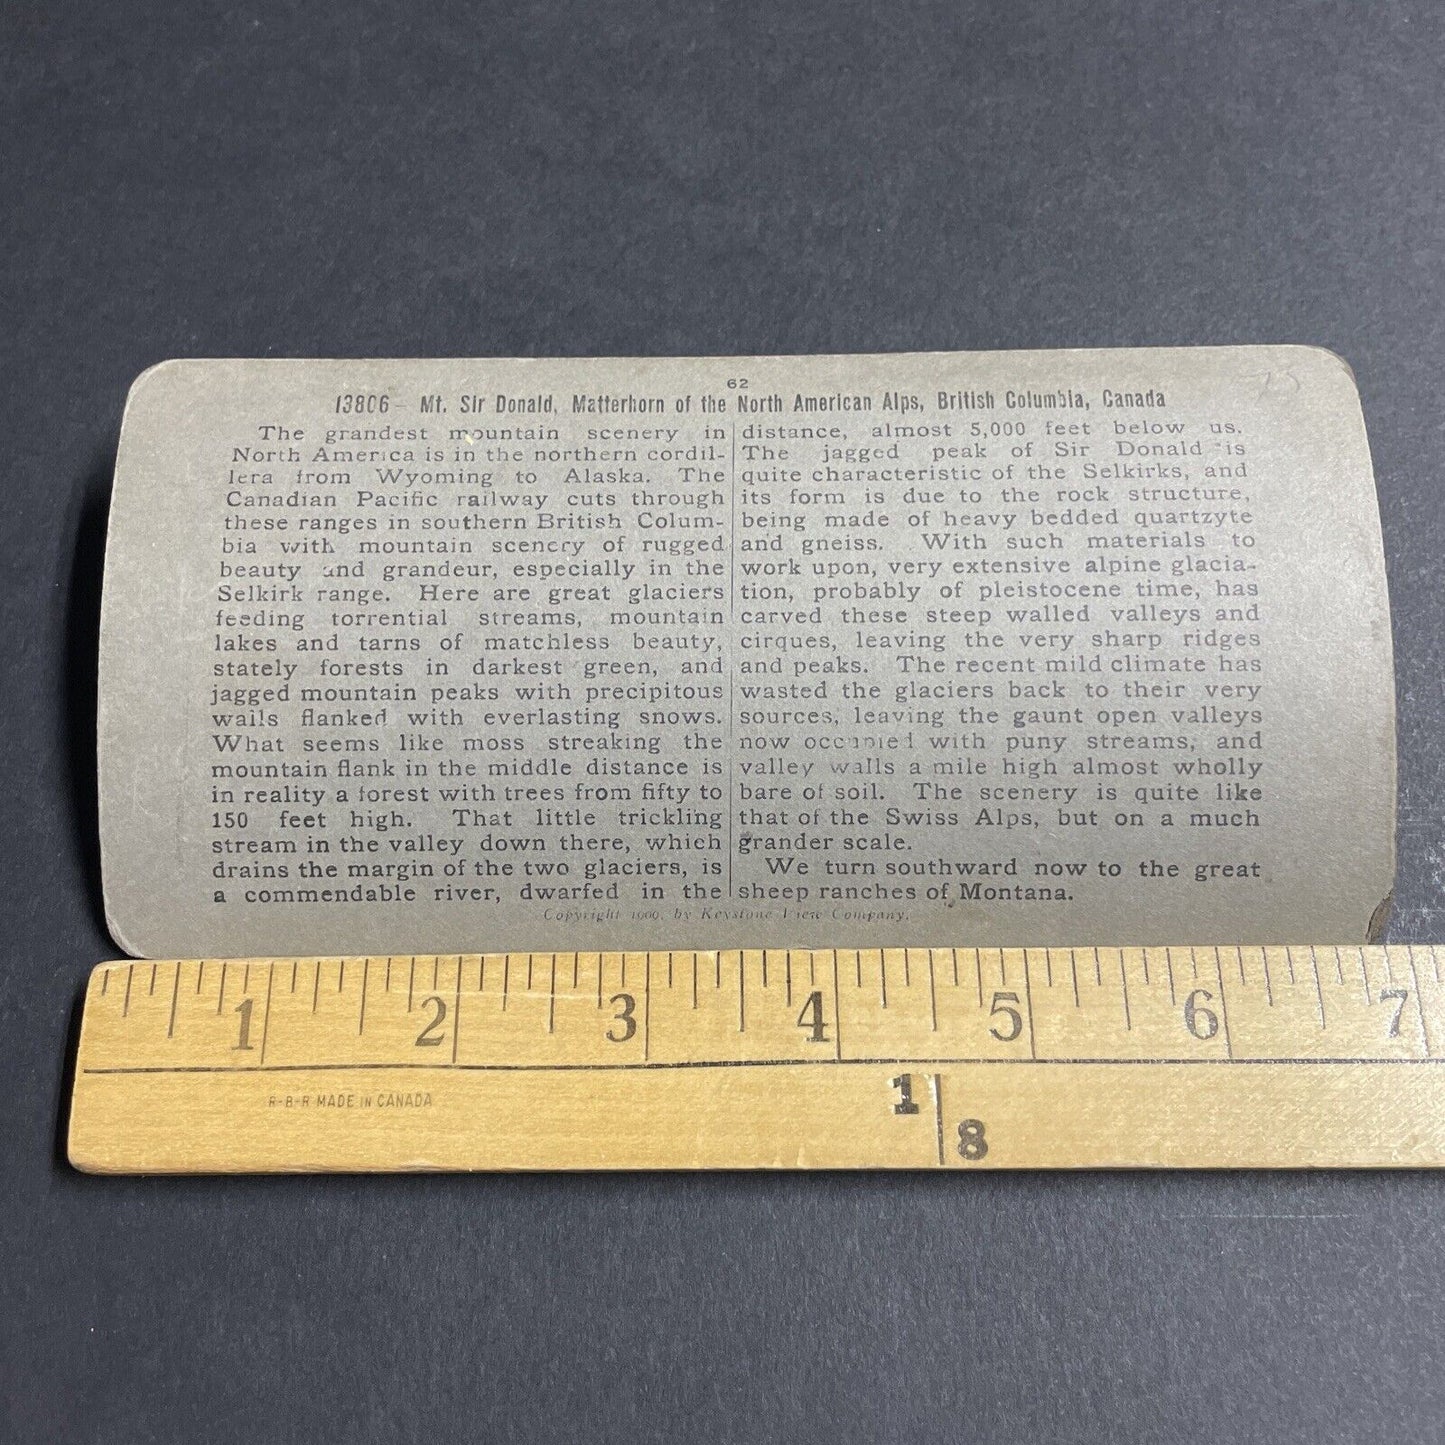 62
13806 - Mt. Sir Donald, Matterhorn of the North American Alps, British Columbia, Canada
The grandest mountain scenery in
North America is in the northern cordil-
lera from Wyoming to Alaska. The
Canadian Pacific railway cuts through
these ranges in southern British Colum-
bia with mountain scenery of rugged
beauty and grandeur, especially in the
Selkirk range. Here are great glaciers
feeding torrential streams, mountain
lakes and tarns of matchless beauty,
stately forests in darkest green, and
jagged mountain peaks with precipitous
walls flanked with everlasting snows.
What seems like moss streaking the
mountain flank in the middle distance is
in reality a forest with trees from fifty to
150 feet high. That little trickling
stream in the valley down there, which
drains the margin of the two glaciers, is
a commendable river, dwarfed in the
distance, almost 5,000 feet below us.
The jagged peak of Sir Donald is
quite characteristic of the Selkirks, and
its form is due to the rock structure,
being made of heavy bedded quartzyte
and gneiss. With such materials to
work upon, very extensive alpine glacia-
tion, probably of pleistocene time, has
carved these steep walled valleys and
cirques, leaving the very sharp ridges
and peaks. The recent mild climate has
wasted the glaciers back to their very
sources, leaving the gaunt open valleys
now occupied with puny streams, and
valley walls a mile high almost wholly
bare of soil. The scenery is quite like
that of the Swiss Alps, but on a much
grander scale.
We turn southward now to the great
sheep ranches of Montana.
Copyright 1909, by Keystone View Company.
1 2 3 4 5 6 7
R-B-R MADE IN CANADA
1
8